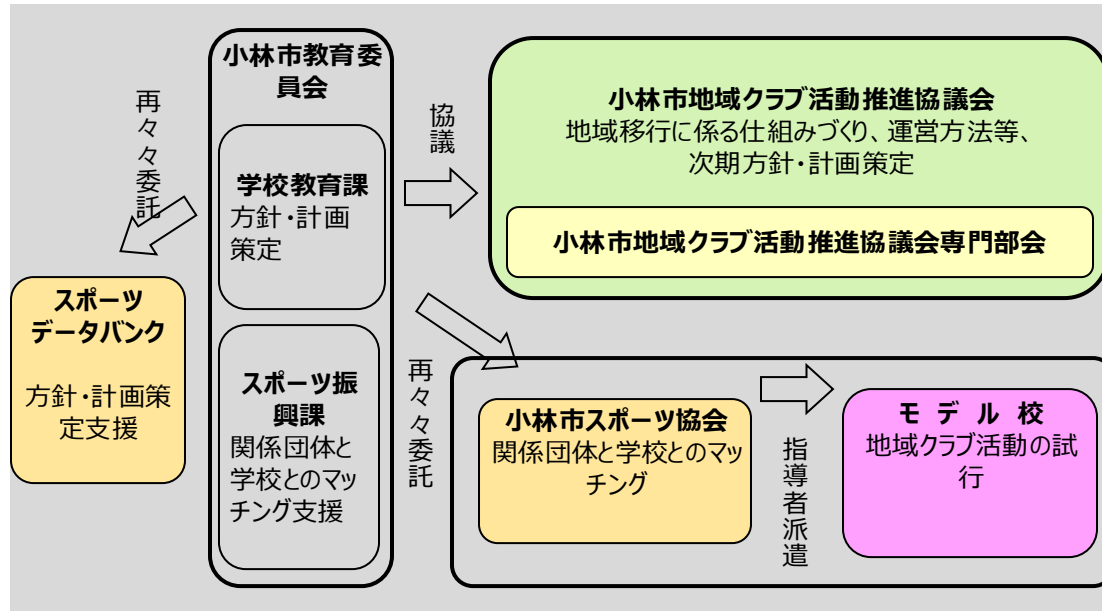 小林市教育委
員会
学校教育課
方針・計画
策定
スポーツ振
興課
関係団体と
学校とのマッ
チング支援
再々委託
スポーツ
データバンク
方針・計画策
定支援
協議
小林市地域クラブ活動推進協議会
地域移行に係る仕組みづくり、運営方法等、
次期方針・計画策定
小林市地域クラブ活動推進協議会専門部会
再々委託
小林市スポーツ協会
関係団体と学校とのマッ
チング
指導者派遣
モデル校
地域クラブ活動の試
行